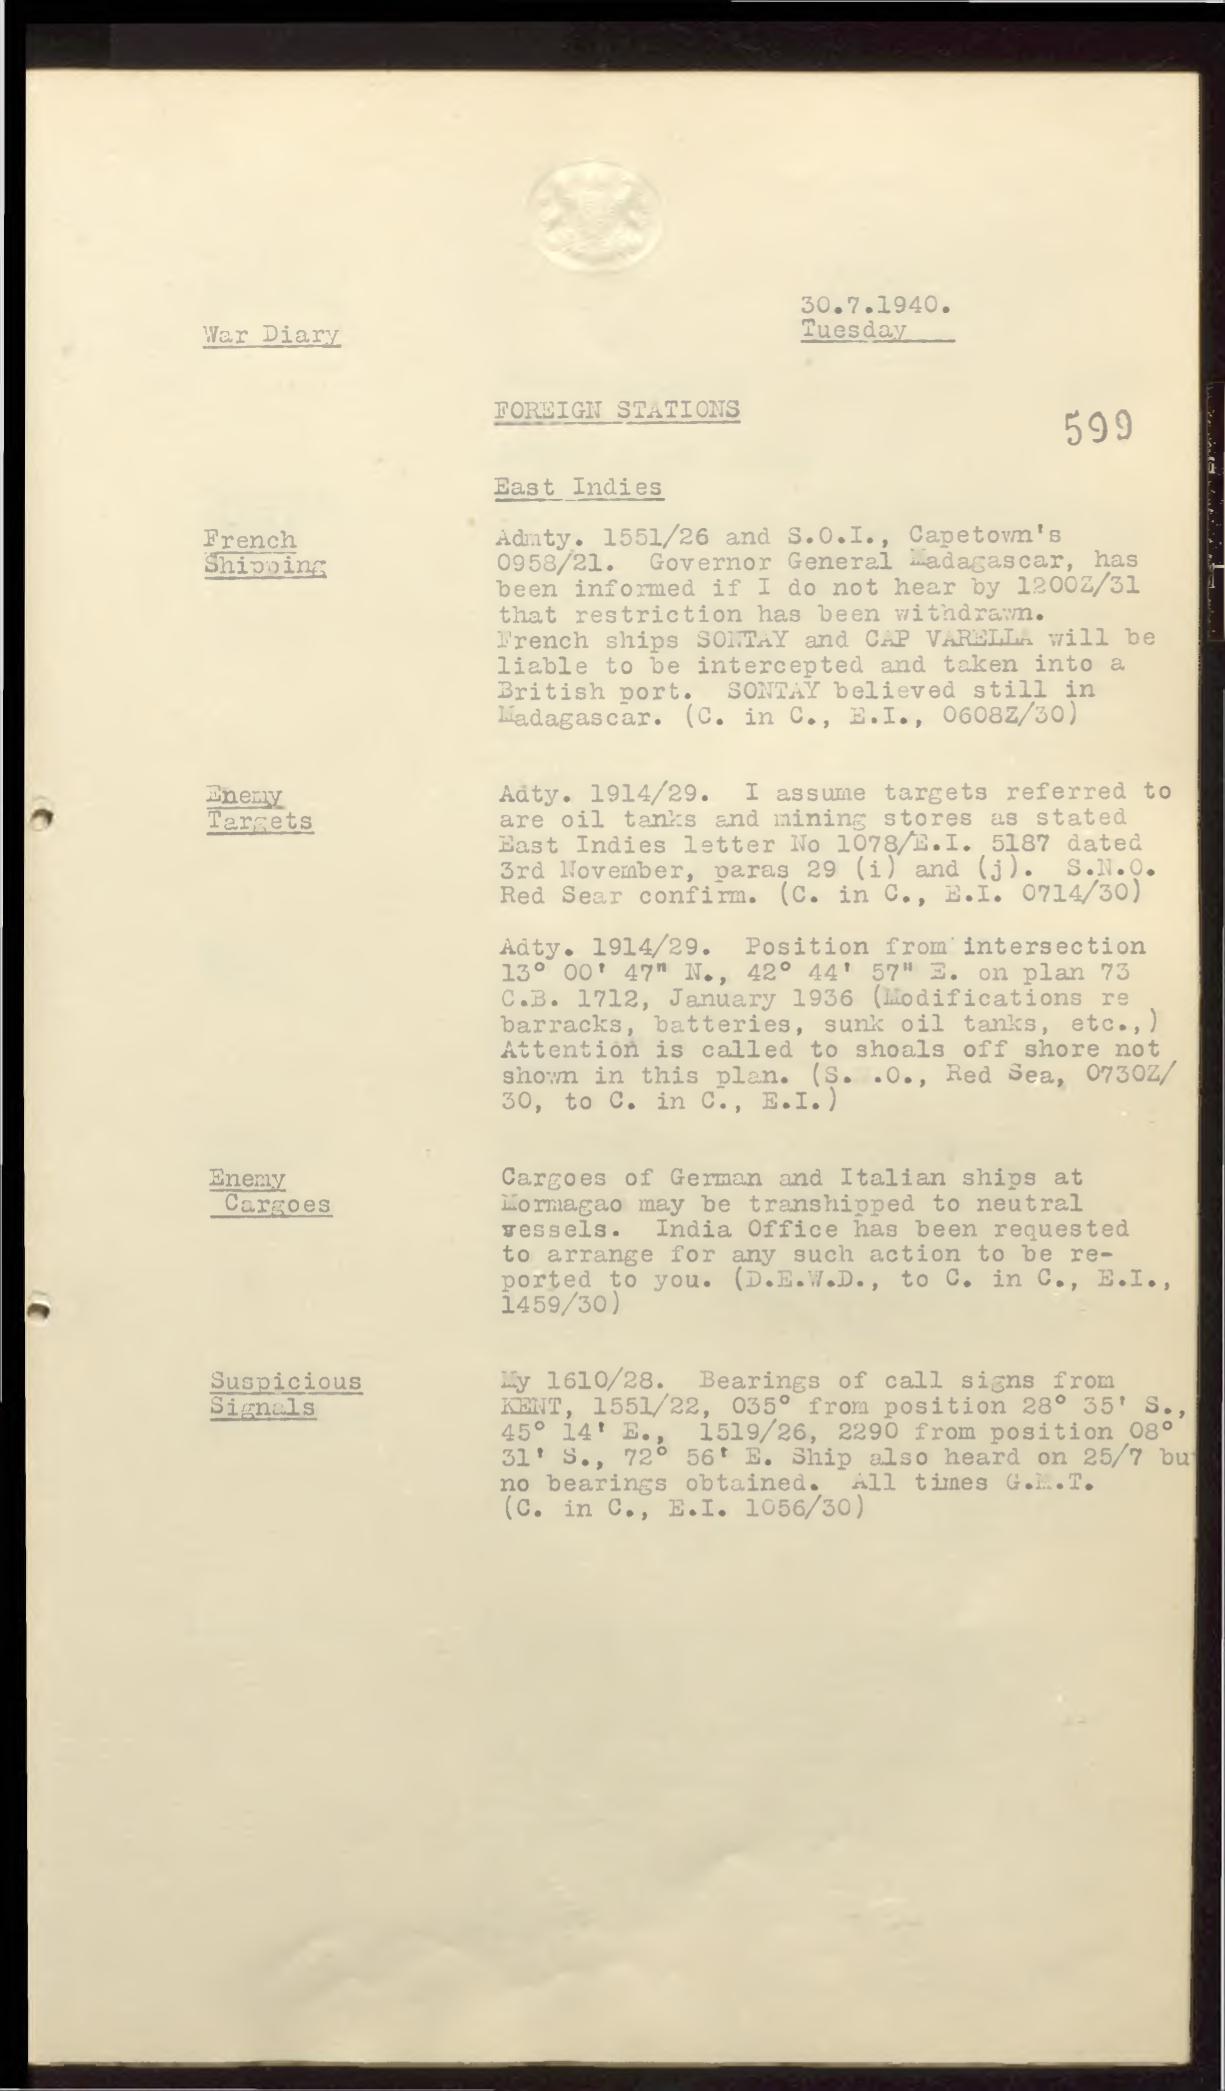 30.7.1940.
War Diary
Tuesday
FOREIGN STATIONS
599
East Indies
French
Shipping
Admty. 1551/26 and S.O.I., Capetown's
0958/21. Governor General Madagascar, has
been informed if I do not hear by 1200Z/31
that restriction has been withdrawn.
French ships SONTAY and CAP VARELLA will be
liable to be intercepted and taken into a
British port. SONTAY believed still in
Madagascar. (C. in C., E.I., 0608Z/30)
Enemy
Targets
Adty. 1914/29. I assume targets referred to
are oil tanks and mining stores as stated
East Indies letter No 1078/E.I. 5187 dated
3rd November, paras 29 (i) and (j). S.N.O.
Red Sear confirm. (C. in C., E.I. 0714/30)
Adty. 1914/29. Position from intersection
13° 00' 47" N., 42° 44' 57" E. on plan 73
C.B. 1712, January 1936 (Modifications re
barracks, batteries, sunk oil tanks, etc.,)
Attention is called to shoals off shore not
shown in this plan. (S. .O., Red Sea, 0730Z/
30, to C. in C., E.I.)
Enemy
Cargoes
Cargoes of German and Italian ships at
Mormagao may be transhipped to neutral
vessels. India Office has been requested
to arrange for any such action to be re-
ported to you. (D.E.W.D., to C. in C., E.I.,
1459/30)
Suspicious
Signals
My 1610/28. Bearings of call signs from
KENT, 1551/22, 035° from position 28° 35' S.,
45° 14' E., 1519/26, 2290 from position 08°
31' S., 72° 56' E. Ship also heard on 25/7 bu
no bearings obtained. All times G.M.T.
(C. in C., E.I. 1056/30)